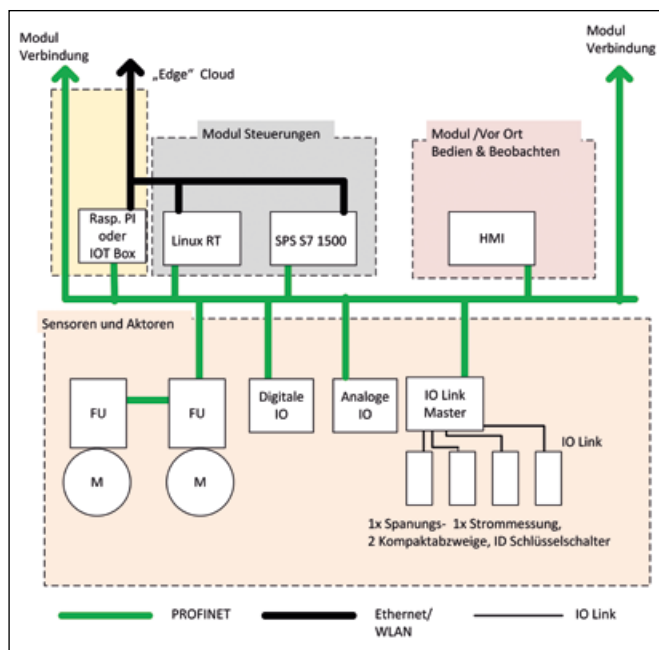 Modul
Verbindung
Modul
Verbindung
„Edge“ Cloud
Modul Steuerungen
Modul /Vor Ort
Bedien & Beobachten
Rasp. PI
oder
IOT Box
Linux RT
SPS S7 1500
HMI
Sensoren und Aktoren
FU
FU
Digitale
IO
Analoge
IO
IO Link
Master
M
M
IO Link
1x Spanungs- 1x Strommessung,
2 Kompaktabzweige, ID Schlüsselschalter
PROFINET
Ethernet/
WLAN
IO Link